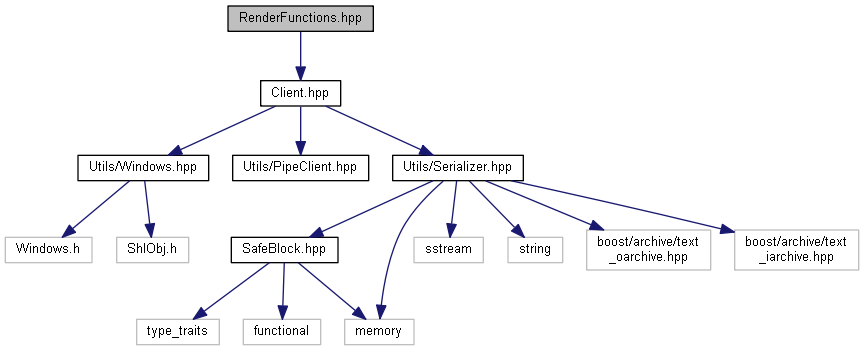 RenderFunctions.hpp
Client.hpp
Utils/Windows.hpp
Utils/PipeClient.hpp
Utils/Serializer.hpp
Windows.h
ShlObj.h
SafeBlock.hpp
sstream
string
boost/archive/text
_oarchive.hpp
boost/archive/text
_iarchive.hpp
type_traits
functional
memory